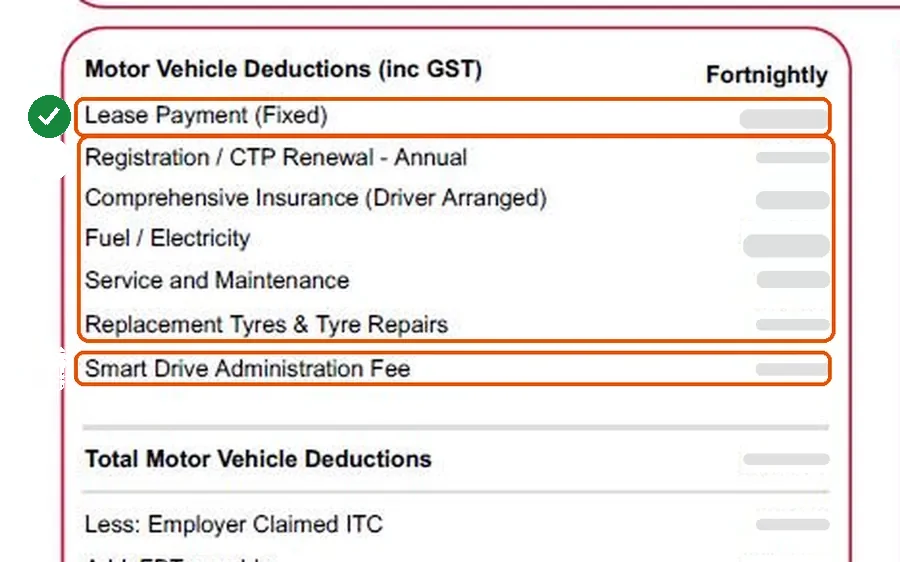 Motor Vehicle Deductions (inc GST)
Fortnightly
Lease Payment (Fixed)
Registration / CTP Renewal - Annual
Comprehensive Insurance (Driver Arranged)
Fuel / Electricity
Service and Maintenance
Replacement Tyres & Tyre Repairs
Smart Drive Administration Fee
Total Motor Vehicle Deductions
Less: Employer Claimed ITC